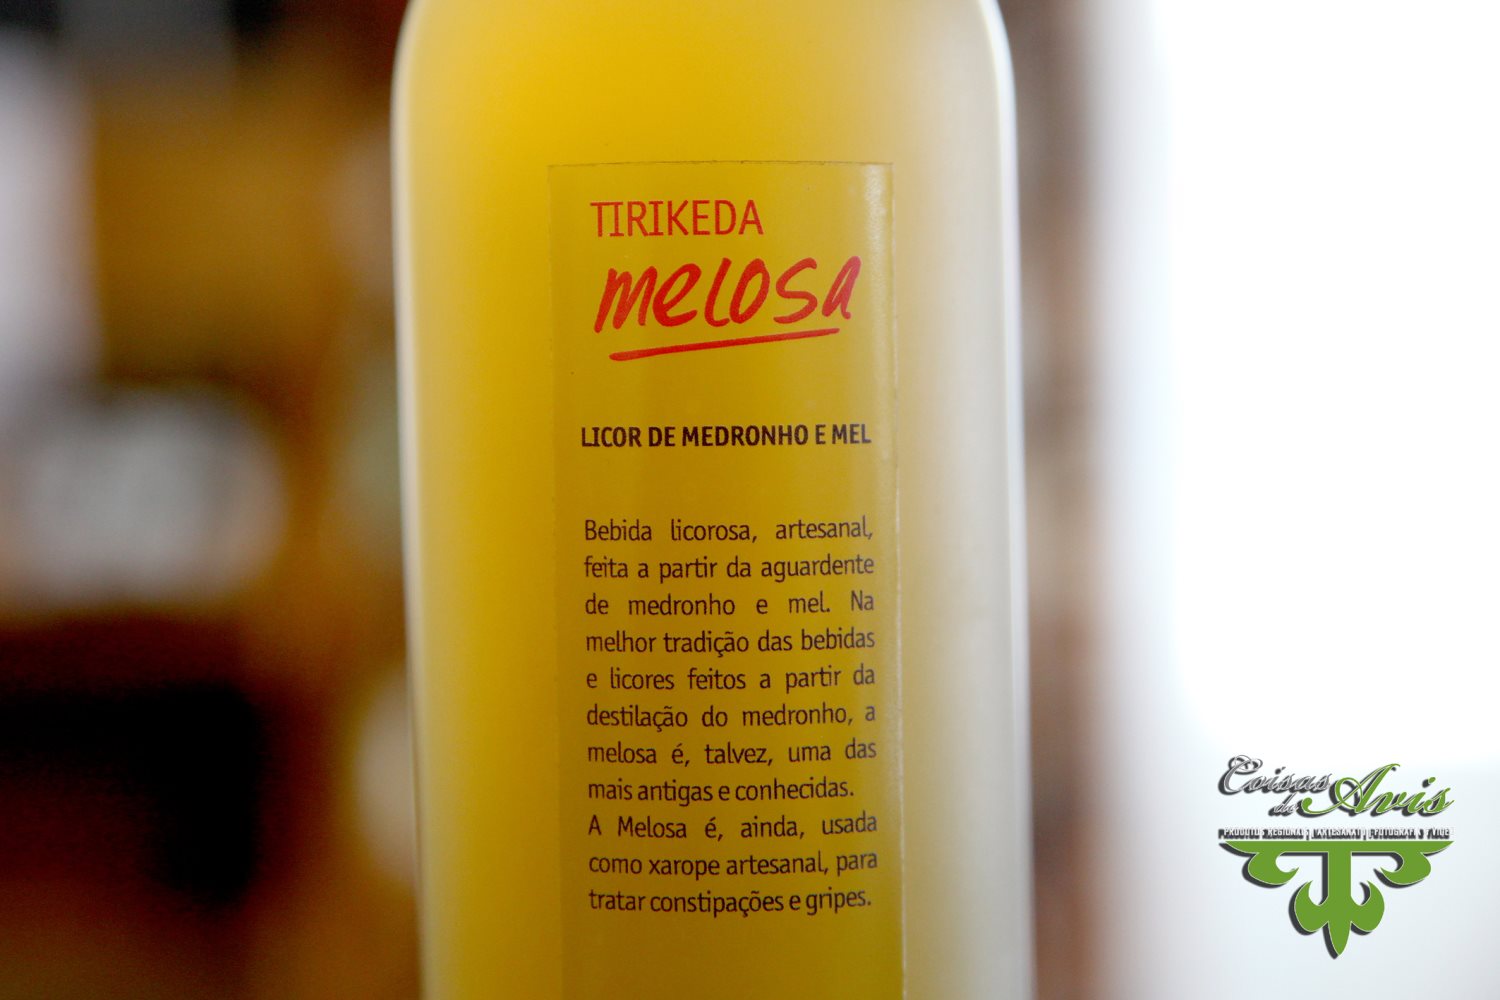 TIRIKEDA
melosa
LICOR DE MEDRONHO E MEL
Bebida licorosa, artesanal,
feita a partir da aguardente
de medronho e mel. Na
melhor tradição das bebidas
e licores feitos a partir da
destilação do medronho, a
melosa é, talvez, uma das
mais antigas e conhecidas.
A Melosa é, ainda, usada
como xarope artesanal, para
tratar constipações e gripes.
Coisas
de Avis